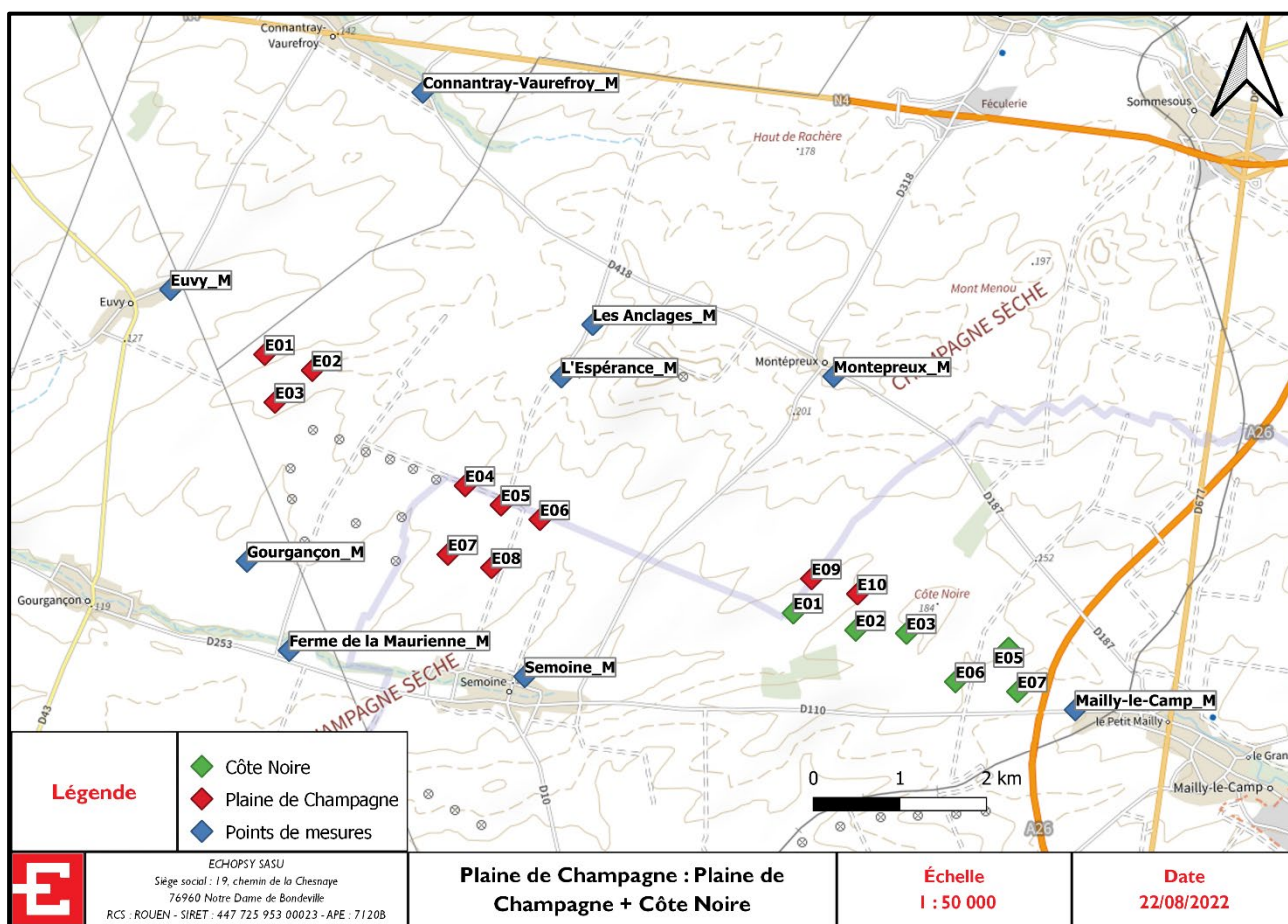 Connantray-
Vaurefroy
142
Connantray-Vaurefroy_M
N4
Féculerie
Sommesous
Haut de Rachère
178
D318
D418
197
Mont Menou
CHAMPAGNE SÈCHE
Euvy_M
Euvy
127
Les Anclages_M
L'Espérance_M
Montépreux
Montepreux_M
201
A26
E01
E02
E03
E04
E05
E06
E07
E08
D187
D677
152
Gourgançon_M
Gourgançon
119
D253
Ferme de la Maurienne_M
CHAMPAGNE SÈCHE
Semoine_M
Semoine
E09
E10
E01
E02
E03
Côte Noire
184
E05
E06
E07
D187
D110
Mailly-le-Camp_M
le Petit Mailly
le Gran
Mailly-le-Camp
D43
D10
A26
0 1 2 km
Légende
Côte Noire
Plaine de Champagne
Points de mesures
ECHOPSY SASU
Siège social : 19, chemin de la Chesnaye
76960 Notre Dame de Bondeville
RCS : ROUEN - SIRET : 447 725 953 00023 - APE : 7120B
Plaine de Champagne : Plaine de
Champagne + Côte Noire
Échelle
1 : 50 000
Date
22/08/2022